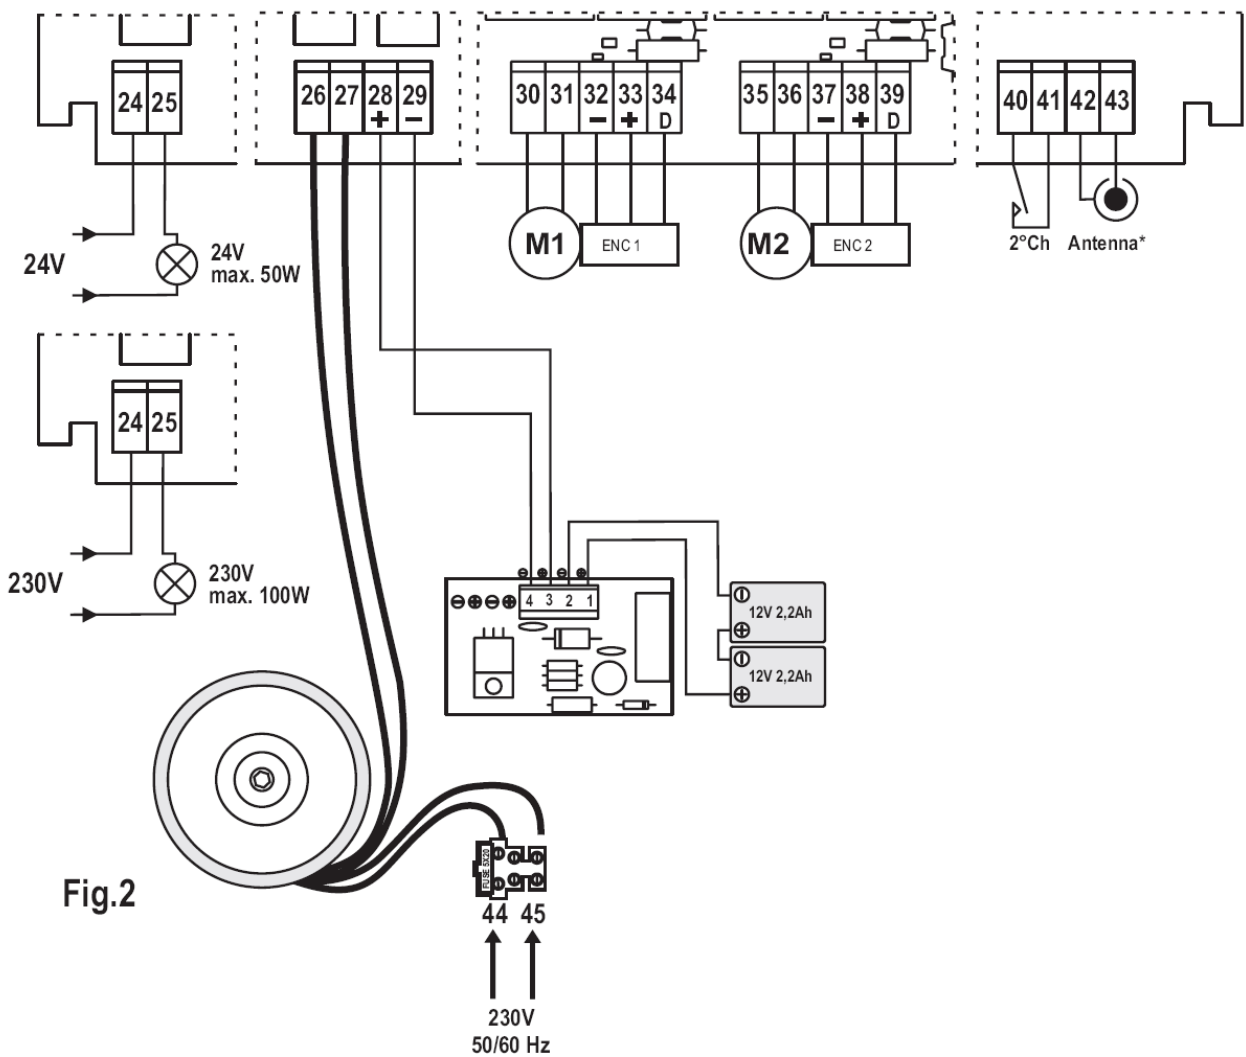 24 25
26 27 28 29
+ −
30 31 32 33 34
− + D
35 36 37 38 39
− + D
40 41 42 43
24V
24V
max. 50W
M1
ENC 1
M2
ENC 2
2°Ch
Antenna*
24 25
230V
230V
max. 100W
− + − +
− + − + 4 3 2 1
−
12V 2,2Ah
+
−
12V 2,2Ah
+
FUSE 5X20
Fig.2
44 45
230V
50/60 Hz